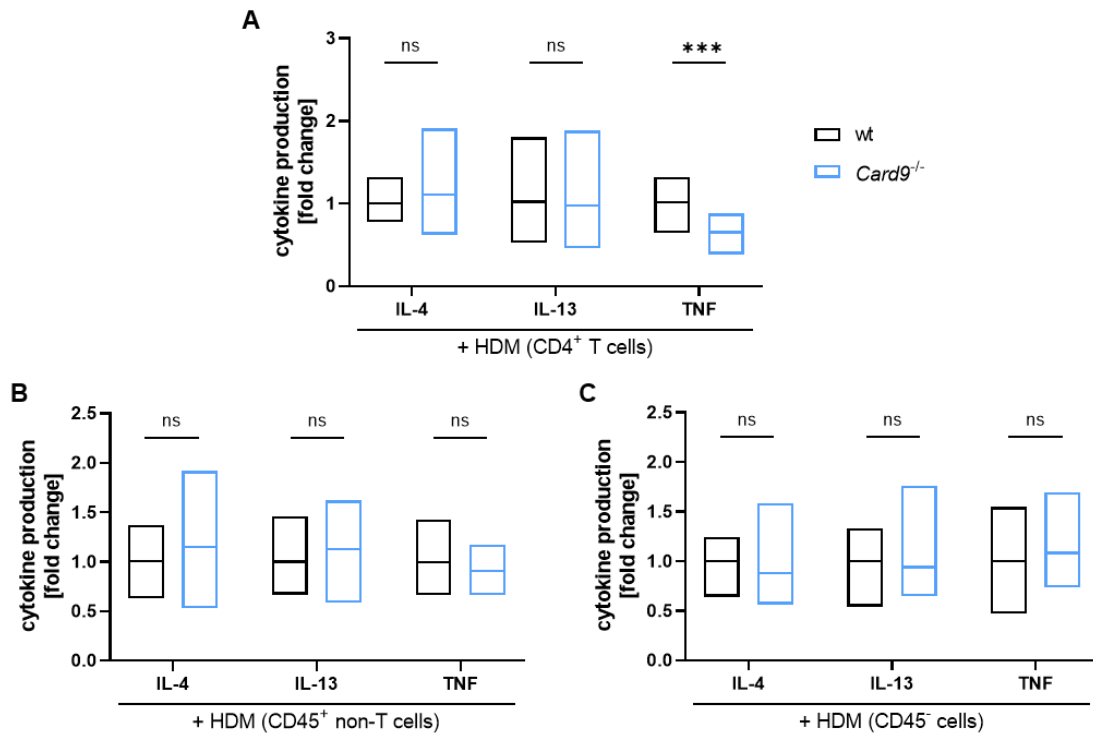 A
cytokine production
[fold change]
3
2
1
0
ns
ns
***
IL-4
IL-13
TNF
+ HDM (CD4⁺ T cells)
wt
Card9⁻/⁻
B
cytokine production
[fold change]
2.5
2.0
1.5
1.0
0.5
0.0
ns
ns
ns
IL-4
IL-13
TNF
+ HDM (CD45⁺ non-T cells)
C
cytokine production
[fold change]
2.5
2.0
1.5
1.0
0.5
0.0
ns
ns
ns
IL-4
IL-13
TNF
+ HDM (CD45⁻ cells)